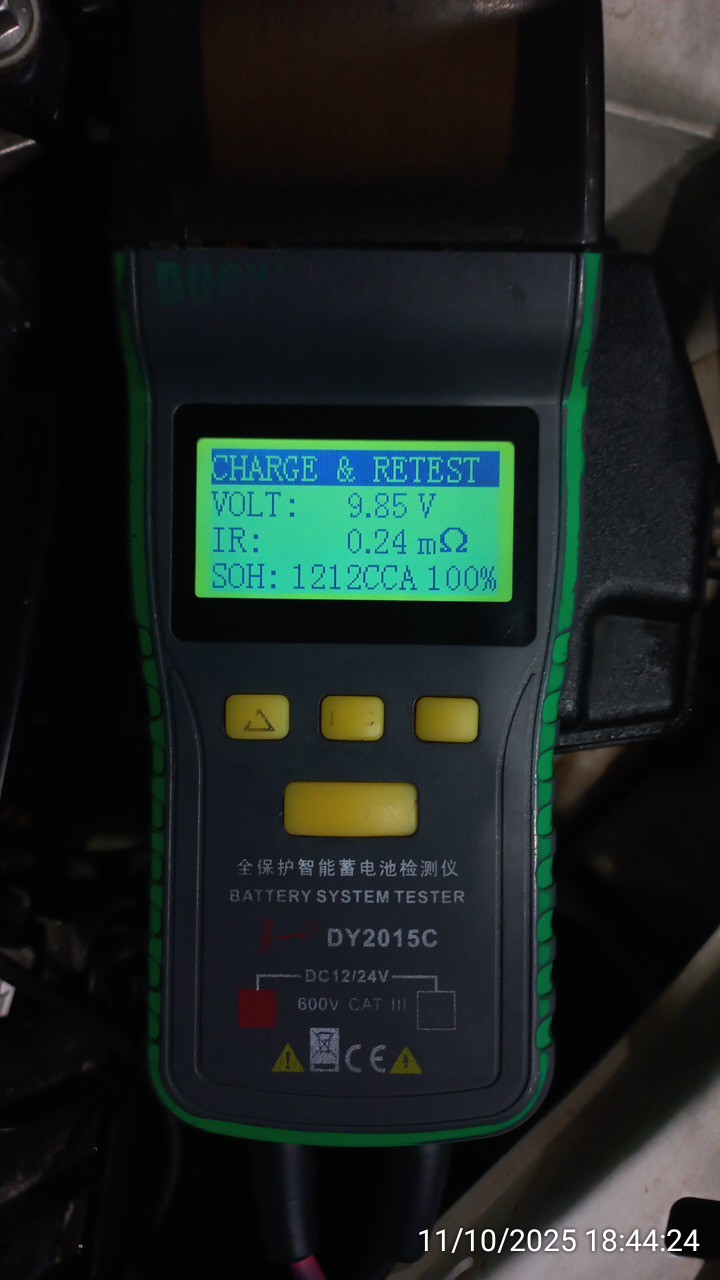 CHARGE & RETEST
VOLT: 9.85 V
IR: 0.24 mΩ
SOH: 1212CCA 100%
全保护智能蓄电池检测仪
BATTERY SYSTEM TESTER
DY2015C
DC12/24V
600V CAT III
CE
11/10/2025 18:44:24